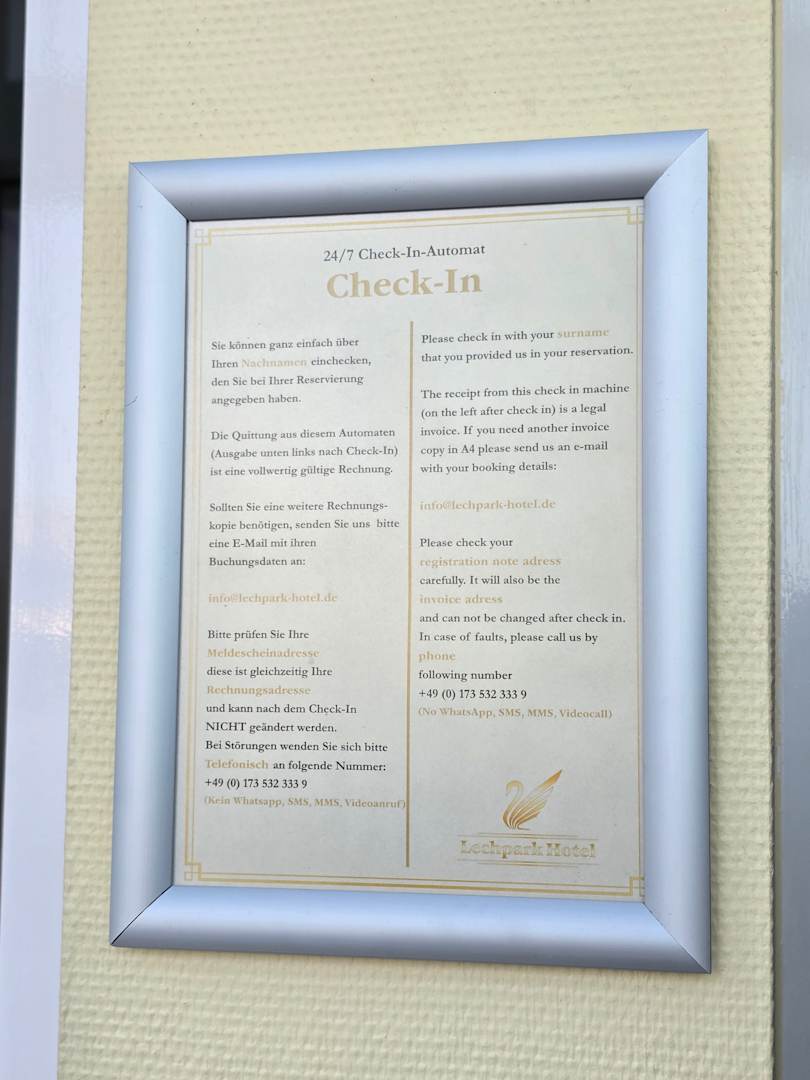 24/7 Check-In-Automat
Check-In
Sie können ganz einfach über
Ihren Nachnamen einchecken,
den Sie bei Ihrer Reservierung
angegeben haben.
Die Quittung aus diesem Automaten
(Ausgabe unten links nach Check-In)
ist eine vollwertig gültige Rechnung.
Sollten Sie eine weitere Rechnungs-
kopie benötigen, senden Sie uns bitte
eine E-Mail mit ihren
Buchungsdaten an:
info@lechpark-hotel.de
Bitte prüfen Sie Ihre
Meldescheinadresse
diese ist gleichzeitig Ihre
Rechnungsadresse
und kann nach dem Check-In
NICHT geändert werden.
Bei Störungen wenden Sie sich bitte
Telefonisch an folgende Nummer:
+49 (0) 173 532 333 9
(Kein Whatsapp, SMS, MMS, Videoanruf)
Please check in with your surname
that you provided us in your reservation.
The receipt from this check in machine
(on the left after check in) is a legal
invoice. If you need another invoice
copy in A4 please send us an e-mail
with your booking details:
info@lechpark-hotel.de
Please check your
registration note adress
carefully. It will also be the
invoice adress
and can not be changed after check in.
In case of faults, please call us by
phone
following number
+49 (0) 173 532 333 9
(No WhatsApp, SMS, MMS, Videocall)
Lechpark Hotel